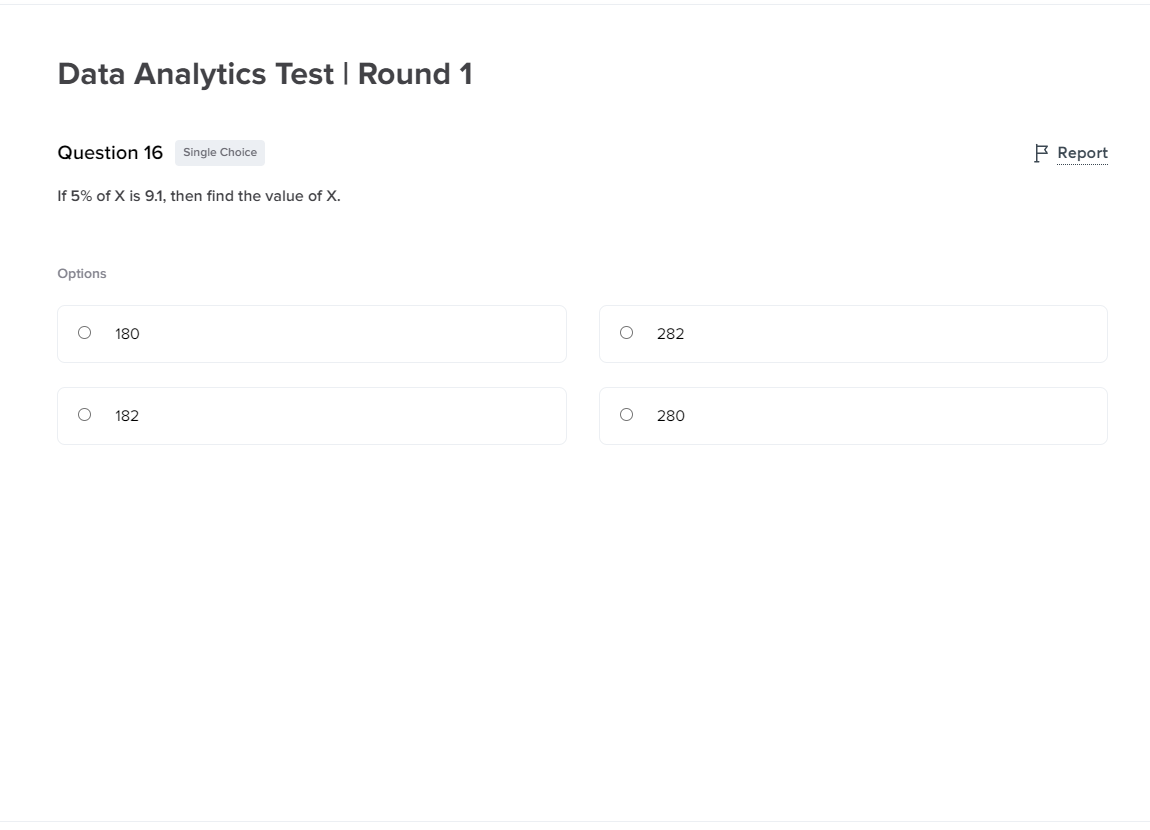 Data Analytics Test | Round 1
Question 16 Single Choice Report
If 5% of X is 9.1, then find the value of X.
Options
180 282
182 280